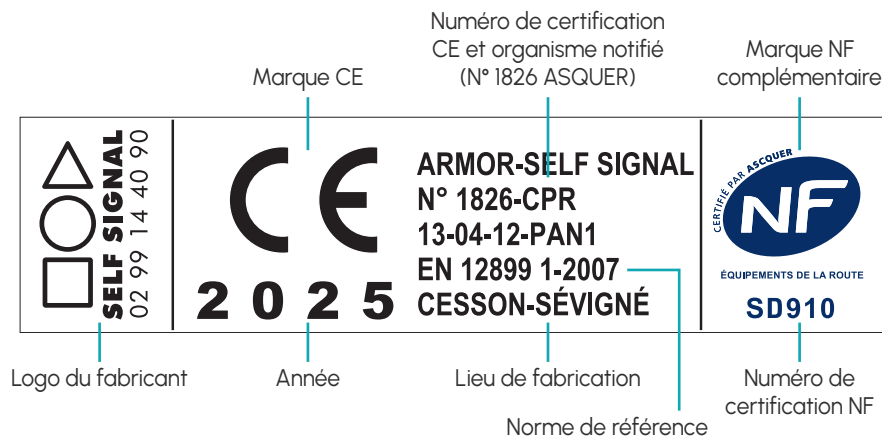 Numéro de certification
CE et organisme notifié
(N° 1826 ASQUER)
Marque CE
Marque NF
complémentaire
SELF SIGNAL
02 99 14 40 90
CE
2025
ARMOR-SELF SIGNAL
N° 1826-CPR
13-04-12-PAN1
EN 12899 1-2007
CESSON-SÉVIGNÉ
CERTIFIÉ PAR ASCQUER
NF
ÉQUIPEMENTS DE LA ROUTE
SD910
Logo du fabricant
Année
Lieu de fabrication
Numéro de
certification NF
Norme de référence